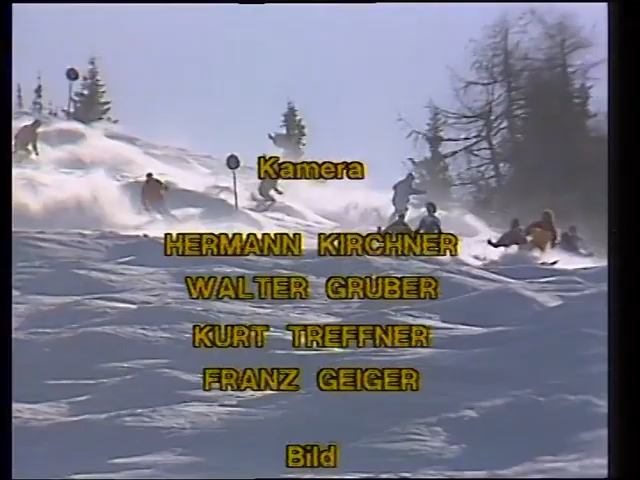 Kamera
HERMANN KIRCHNER
WALTER GRUBER
KURT TREFFNER
FRANZ GEIGER
Bild